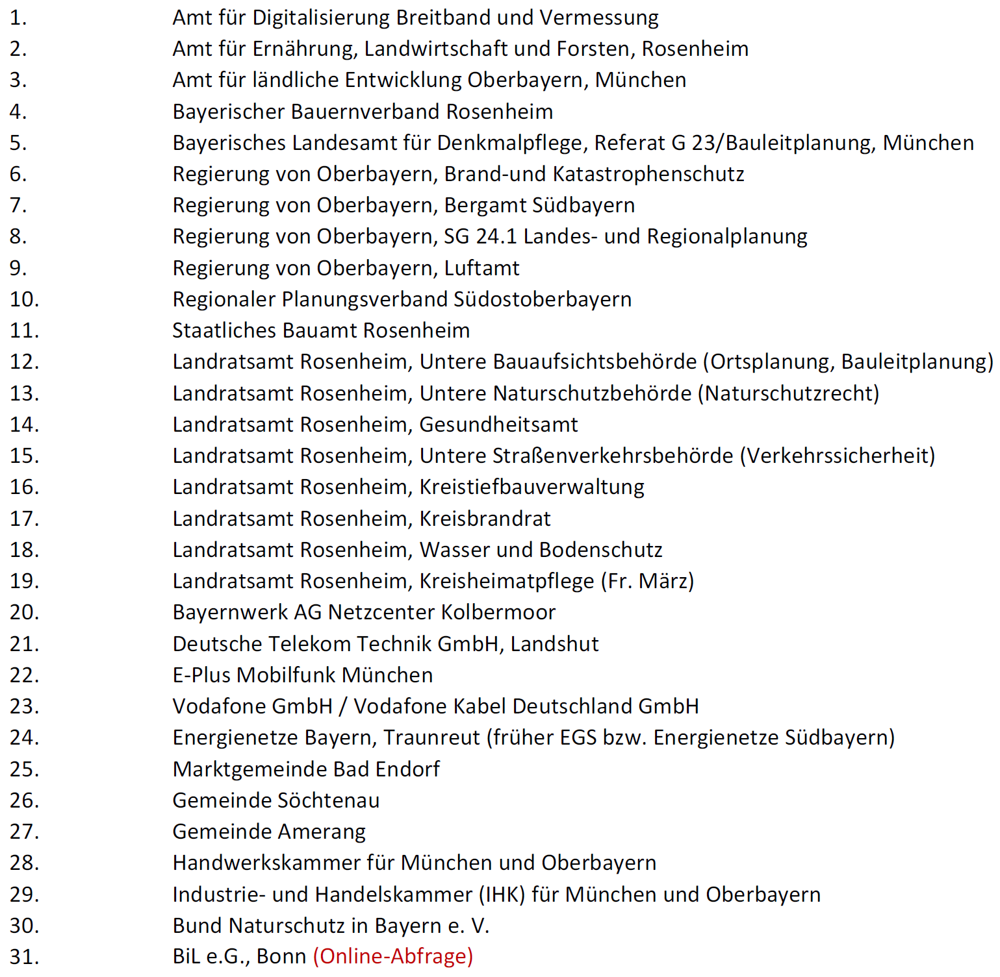 1. Amt für Digitalisierung Breitband und Vermessung
2. Amt für Ernährung, Landwirtschaft und Forsten, Rosenheim
3. Amt für ländliche Entwicklung Oberbayern, München
4. Bayerischer Bauernverband Rosenheim
5. Bayerisches Landesamt für Denkmalpflege, Referat G 23/Bauleitplanung, München
6. Regierung von Oberbayern, Brand-und Katastrophenschutz
7. Regierung von Oberbayern, Bergamt Südbayern
8. Regierung von Oberbayern, SG 24.1 Landes- und Regionalplanung
9. Regierung von Oberbayern, Luftamt
10. Regionaler Planungsverband Südostoberbayern
11. Staatliches Bauamt Rosenheim
12. Landratsamt Rosenheim, Untere Bauaufsichtsbehörde (Ortsplanung, Bauleitplanung)
13. Landratsamt Rosenheim, Untere Naturschutzbehörde (Naturschutzrecht)
14. Landratsamt Rosenheim, Gesundheitsamt
15. Landratsamt Rosenheim, Untere Straßenverkehrsbehörde (Verkehrssicherheit)
16. Landratsamt Rosenheim, Kreistiefbauverwaltung
17. Landratsamt Rosenheim, Kreisbrandrat
18. Landratsamt Rosenheim, Wasser und Bodenschutz
19. Landratsamt Rosenheim, Kreisheimatpflege (Fr. März)
20. Bayernwerk AG Netzcenter Kolbermoor
21. Deutsche Telekom Technik GmbH, Landshut
22. E-Plus Mobilfunk München
23. Vodafone GmbH / Vodafone Kabel Deutschland GmbH
24. Energienetze Bayern, Traunreut (früher EGS bzw. Energienetze Südbayern)
25. Marktgemeinde Bad Endorf
26. Gemeinde Söchtenau
27. Gemeinde Amerang
28. Handwerkskammer für München und Oberbayern
29. Industrie- und Handelskammer (IHK) für München und Oberbayern
30. Bund Naturschutz in Bayern e. V.
31. BiL e.G., Bonn (Online-Abfrage)